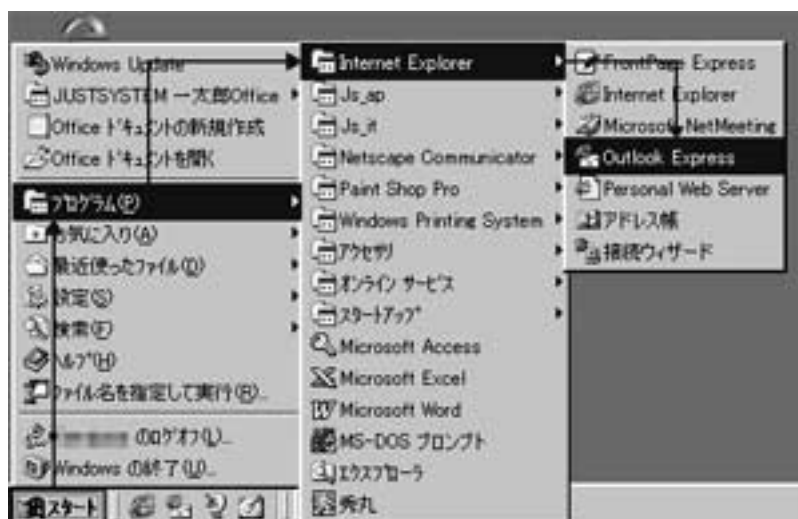 Windows Update
JUSTSYSTEM 一太郎Office
Office ドキュメントの新規作成
Office ドキュメントを開く
プログラム(P)
お気に入り(A)
最近使ったファイル(D)
設定(S)
検索(F)
ヘルプ(H)
ファイル名を指定して実行(R)...
のログオフ(L)...
Windows の終了(U)...
スタート
Internet Explorer
Js_ap
Js_it
Netscape Communicator
Paint Shop Pro
Windows Printing System
アクセサリ
オンライン サービス
スタートアップ
Microsoft Access
Microsoft Excel
Microsoft Word
MS-DOS プロンプト
エクスプローラ
秀丸
FrontPage Express
Internet Explorer
Microsoft NetMeeting
Outlook Express
Personal Web Server
アドレス帳
接続ウィザード